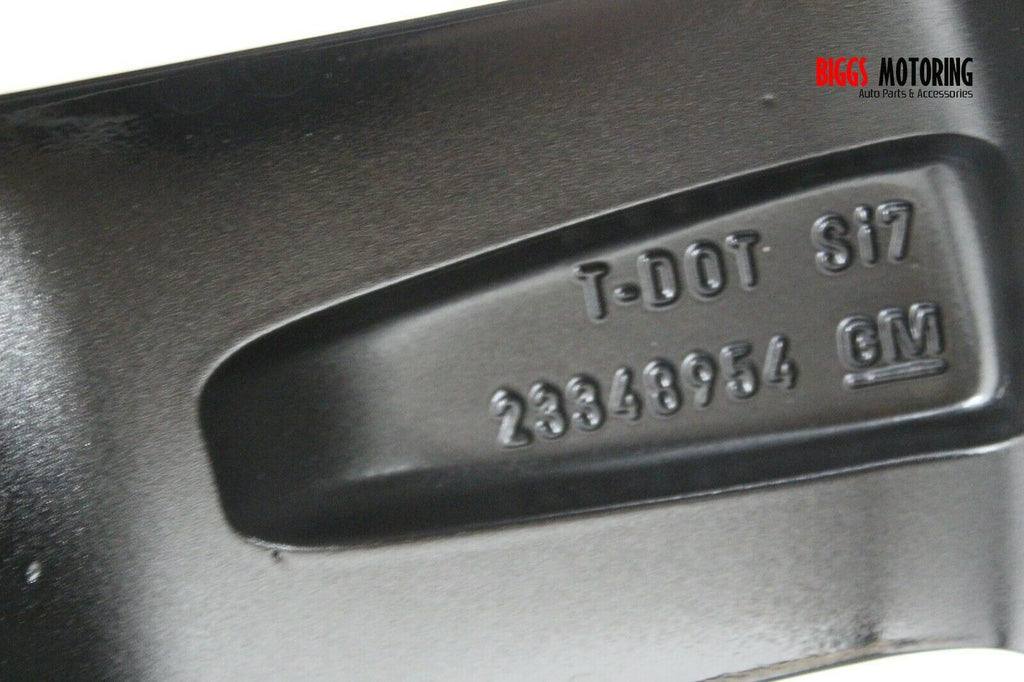 BIGGS MOTORING
Auto Parts & Accessories
T-DOT Si7
23348954 GM